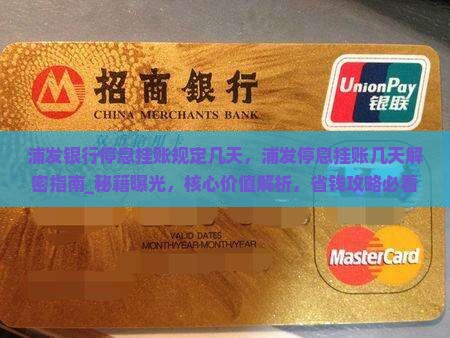 招商銀行
CHINA MERCHANTS BANK
UnionPay
银联
浦发银行停息挂账规定几天，浦发停息挂账几天解
密指南_秘籍曝光，核心价值解析，省钱攻略必看
VALID DATES
MONTH/YEAR-MONTH/YEAR
MasterCard